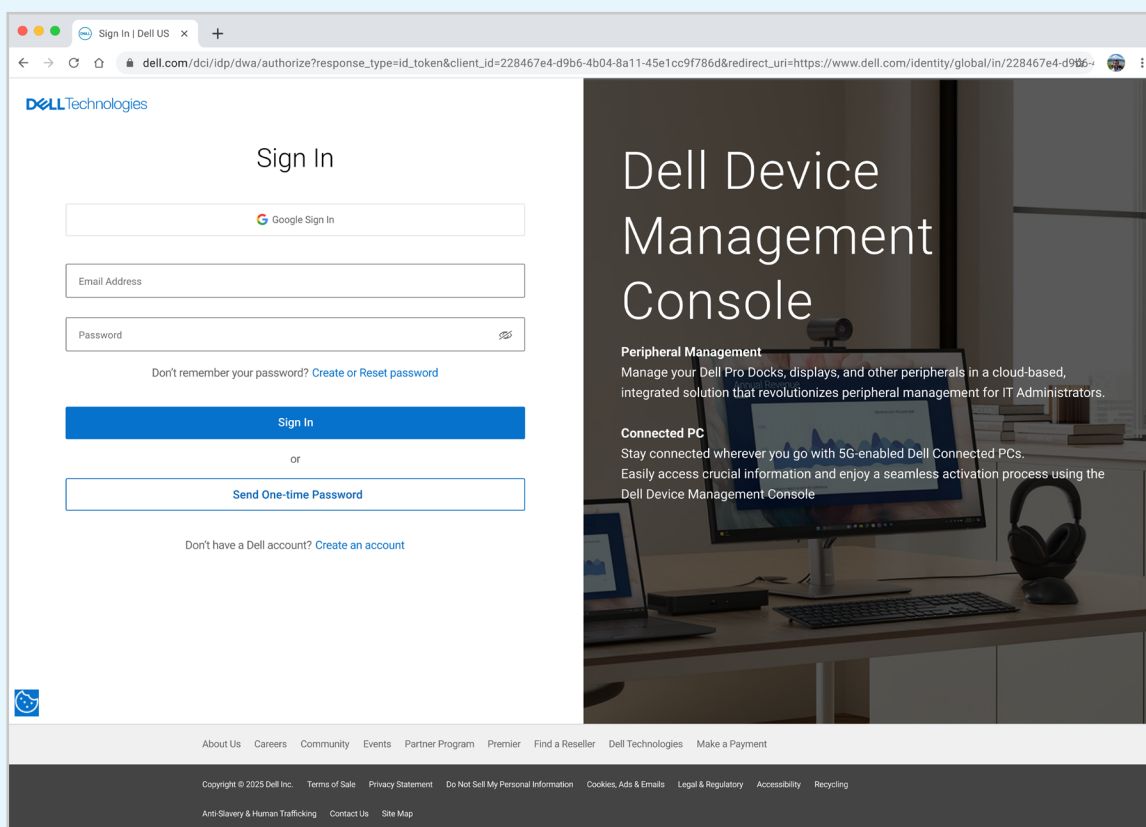 Sign In | Dell US
dell.com/dci/idp/dwa/authorize?response_type=id_token&client_id=228467e4-d9b6-4b04-8a11-45e1cc9f786d&redirect_uri=https://www.dell.com/identity/global/in/228467e4-d9b6-4
DELL Technologies
Sign In
Google Sign In
Email Address
Password
Don't remember your password? Create or Reset password
Sign In
or
Send One-time Password
Don't have a Dell account? Create an account
Dell Device
Management
Console
Peripheral Management
Manage your Dell Pro Docks, displays, and other peripherals in a cloud-based,
integrated solution that revolutionizes peripheral management for IT Administrators.
Annual Revenue
Connected PC
Stay connected wherever you go with 5G-enabled Dell Connected PCs.
Easily access crucial information and enjoy a seamless activation process using the
Dell Device Management Console
About Us Careers Community Events Partner Program Premier Find a Reseller Dell Technologies Make a Payment
Copyright © 2025 Dell Inc. Terms of Sale Privacy Statement Do Not Sell My Personal Information Cookies, Ads & Emails Legal & Regulatory Accessibility Recycling
Anti-Slavery & Human Trafficking Contact Us Site Map